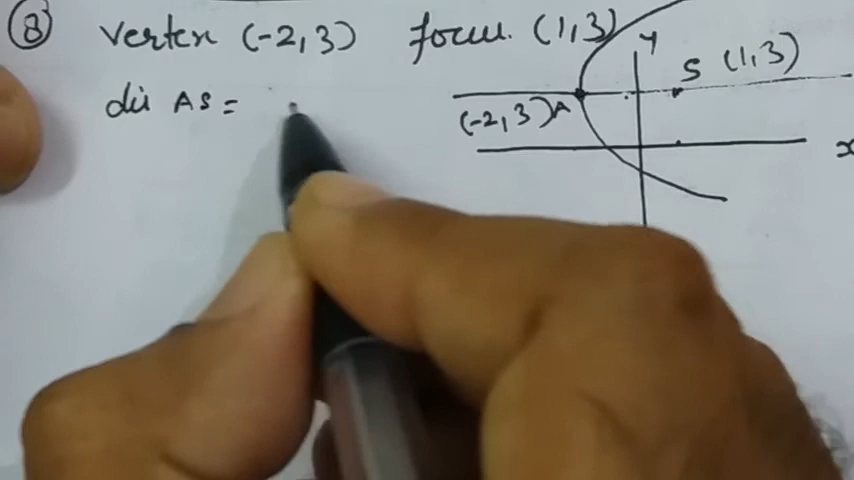 ⑧ Vertex (-2,3) focus. (1,3)
dis AS =
y
S (1,3)
(-2,3) A
x